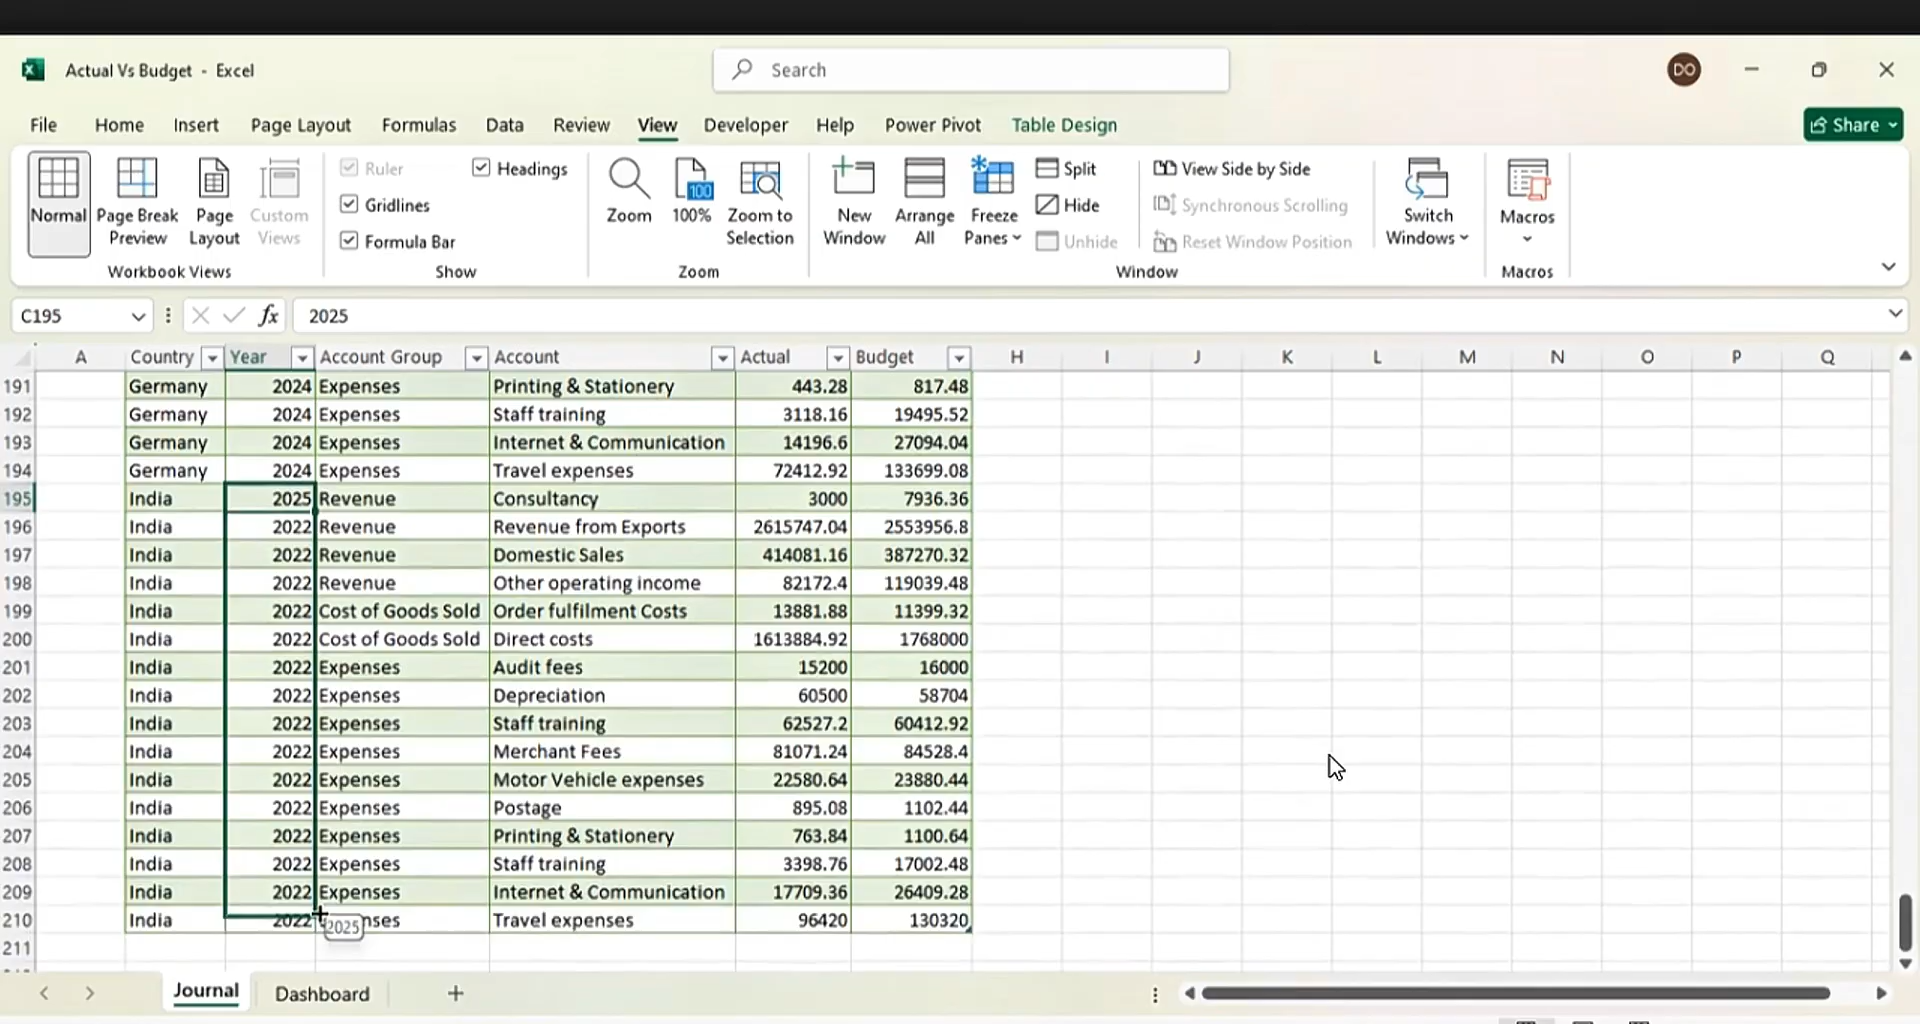 Actual Vs Budget - Excel
Search
DO
File Home Insert Page Layout Formulas Data Review View Developer Help Power Pivot Table Design
Share
Normal
Page Break Preview
Page Layout
Custom Views
Workbook Views
Ruler
Headings
Gridlines
Formula Bar
Show
Zoom
100
100%
Zoom to Selection
Zoom
New Window
Arrange All
Freeze Panes
Split
Hide
Unhide
View Side by Side
Synchronous Scrolling
Reset Window Position
Window
Switch Windows
Macros
Macros
C195 fx 2025
A Country Year Account Group Account Actual Budget H I J K L M N O P Q
191 Germany 2024 Expenses Printing & Stationery 443.28 817.48
192 Germany 2024 Expenses Staff training 3118.16 19495.52
193 Germany 2024 Expenses Internet & Communication 14196.6 27094.04
194 Germany 2024 Expenses Travel expenses 72412.92 133699.08
195 India 2025 Revenue Consultancy 3000 7936.36
196 India 2022 Revenue Revenue from Exports 2615747.04 2553956.8
197 India 2022 Revenue Domestic Sales 414081.16 387270.32
198 India 2022 Revenue Other operating income 82172.4 119039.48
199 India 2022 Cost of Goods Sold Order fulfilment Costs 13881.88 11399.32
200 India 2022 Cost of Goods Sold Direct costs 1613884.92 1768000
201 India 2022 Expenses Audit fees 15200 16000
202 India 2022 Expenses Depreciation 60500 58704
203 India 2022 Expenses Staff training 62527.2 60412.92
204 India 2022 Expenses Merchant Fees 81071.24 84528.4
205 India 2022 Expenses Motor Vehicle expenses 22580.64 23880.44
206 India 2022 Expenses Postage 895.08 1102.44
207 India 2022 Expenses Printing & Stationery 763.84 1100.64
208 India 2022 Expenses Staff training 3398.76 17002.48
209 India 2022 Expenses Internet & Communication 17709.36 26409.28
210 India 2022 nses Travel expenses 96420 130320
2025
211
Journal Dashboard